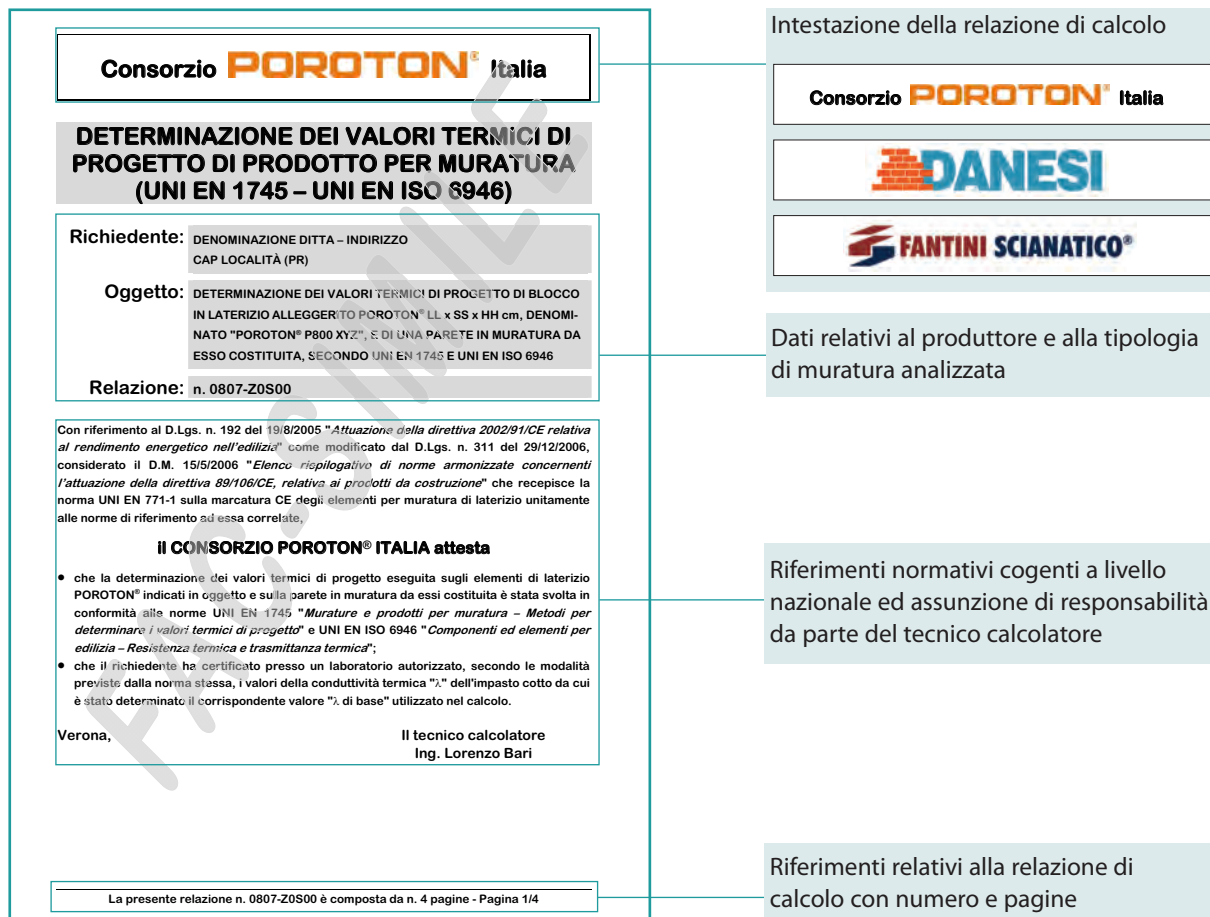 Consorzio POROTON® Italia
DETERMINAZIONE DEI VALORI TERMICI DI
PROGETTO DI PRODOTTO PER MURATURA
(UNI EN 1745 – UNI EN ISO 6946)
Richiedente: DENOMINAZIONE DITTA – INDIRIZZO
CAP LOCALITÀ (PR)
Oggetto: DETERMINAZIONE DEI VALORI TERMICI DI PROGETTO DI BLOCCO
IN LATERIZIO ALLEGGERITO POROTON® LL x SS x HH cm, DENOMI-
NATO "POROTON® P800 XYZ", E DI UNA PARETE IN MURATURA DA
ESSO COSTITUITA, SECONDO UNI EN 1745 E UNI EN ISO 6946
Relazione: n. 0807-Z0S00
Con riferimento al D.Lgs. n. 192 del 19/8/2005 "Attuazione della direttiva 2002/91/CE relativa
al rendimento energetico nell'edilizia" come modificato dal D.Lgs. n. 311 del 29/12/2006,
considerato il D.M. 15/5/2006 "Elenco riepilogativo di norme armonizzate concernenti
l'attuazione della direttiva 89/106/CE, relativa ai prodotti da costruzione" che recepisce la
norma UNI EN 771-1 sulla marcatura CE degli elementi per muratura di laterizio unitamente
alle norme di riferimento ad essa correlate,
il CONSORZIO POROTON® ITALIA attesta
• che la determinazione dei valori termici di progetto eseguita sugli elementi di laterizio
POROTON® indicati in oggetto e sulla parete in muratura da essi costituita è stata svolta in
conformità alle norme UNI EN 1745 "Murature e prodotti per muratura – Metodi per
determinare i valori termici di progetto" e UNI EN ISO 6946 "Componenti ed elementi per
edilizia – Resistenza termica e trasmittanza termica";
• che il richiedente ha certificato presso un laboratorio autorizzato, secondo le modalità
previste dalla norma stessa, i valori della conduttività termica "λ" dell'impasto cotto da cui
è stato determinato il corrispondente valore "λ di base" utilizzato nel calcolo.
Verona, Il tecnico calcolatore
Ing. Lorenzo Bari
La presente relazione n. 0807-Z0S00 è composta da n. 4 pagine - Pagina 1/4
FAC-SIMILE
Intestazione della relazione di calcolo
Consorzio POROTON® Italia
DANESI
FANTINI SCIANATICO®
Dati relativi al produttore e alla tipologia
di muratura analizzata
Riferimenti normativi cogenti a livello
nazionale ed assunzione di responsabilità
da parte del tecnico calcolatore
Riferimenti relativi alla relazione di
calcolo con numero e pagine